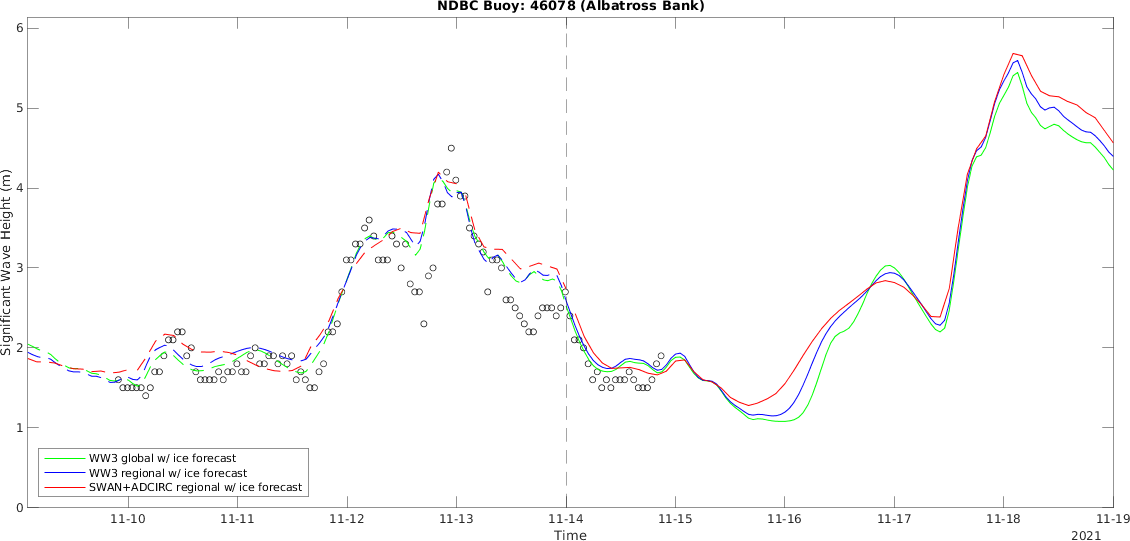 NDBC Buoy: 46078 (Albatross Bank)
6
5
4
3
2
1
0
Significant Wave Height (m)
WW3 global w/ ice forecast
WW3 regional w/ ice forecast
SWAN+ADCIRC regional w/ ice forecast
11-10 11-11 11-12 11-13 11-14 11-15 11-16 11-17 11-18 11-19
Time
2021